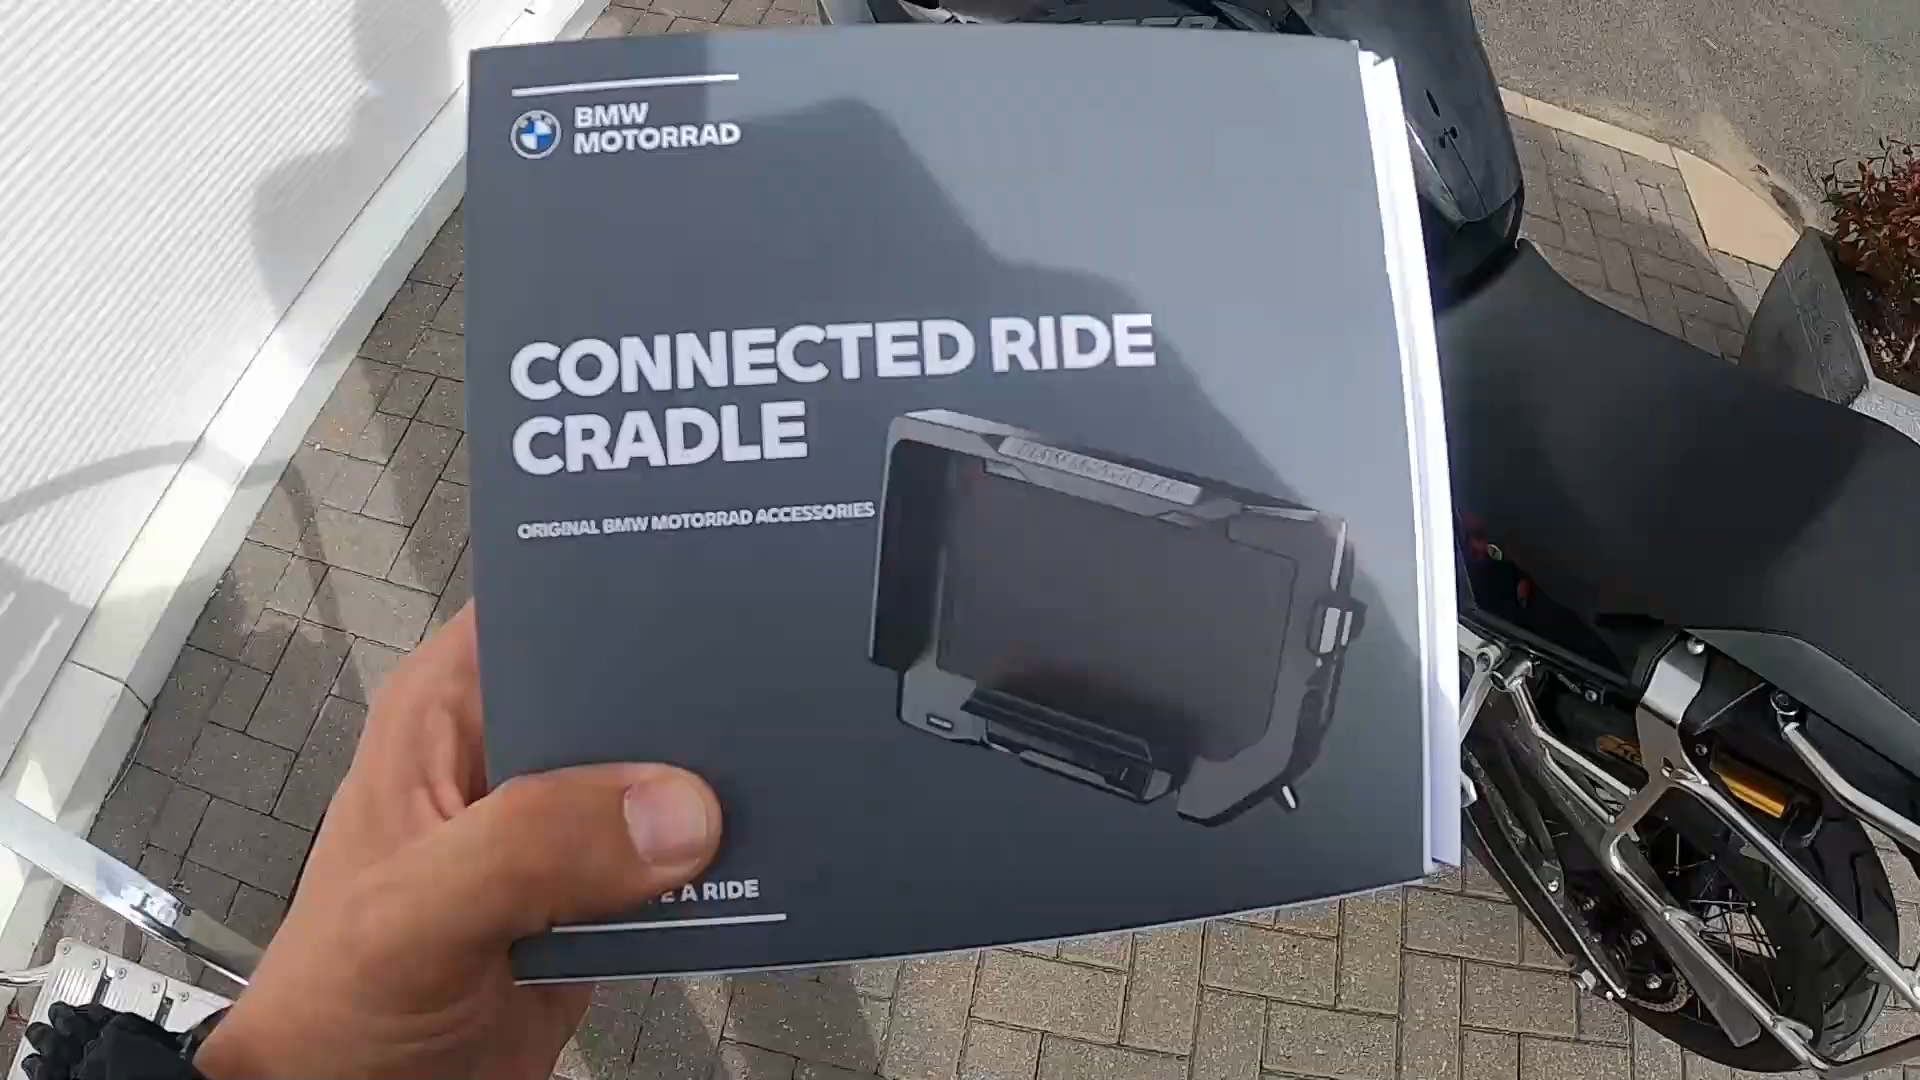 BMW
MOTORRAD
CONNECTED RIDE
CRADLE
ORIGINAL BMW MOTORRAD ACCESSORIES
A RIDE